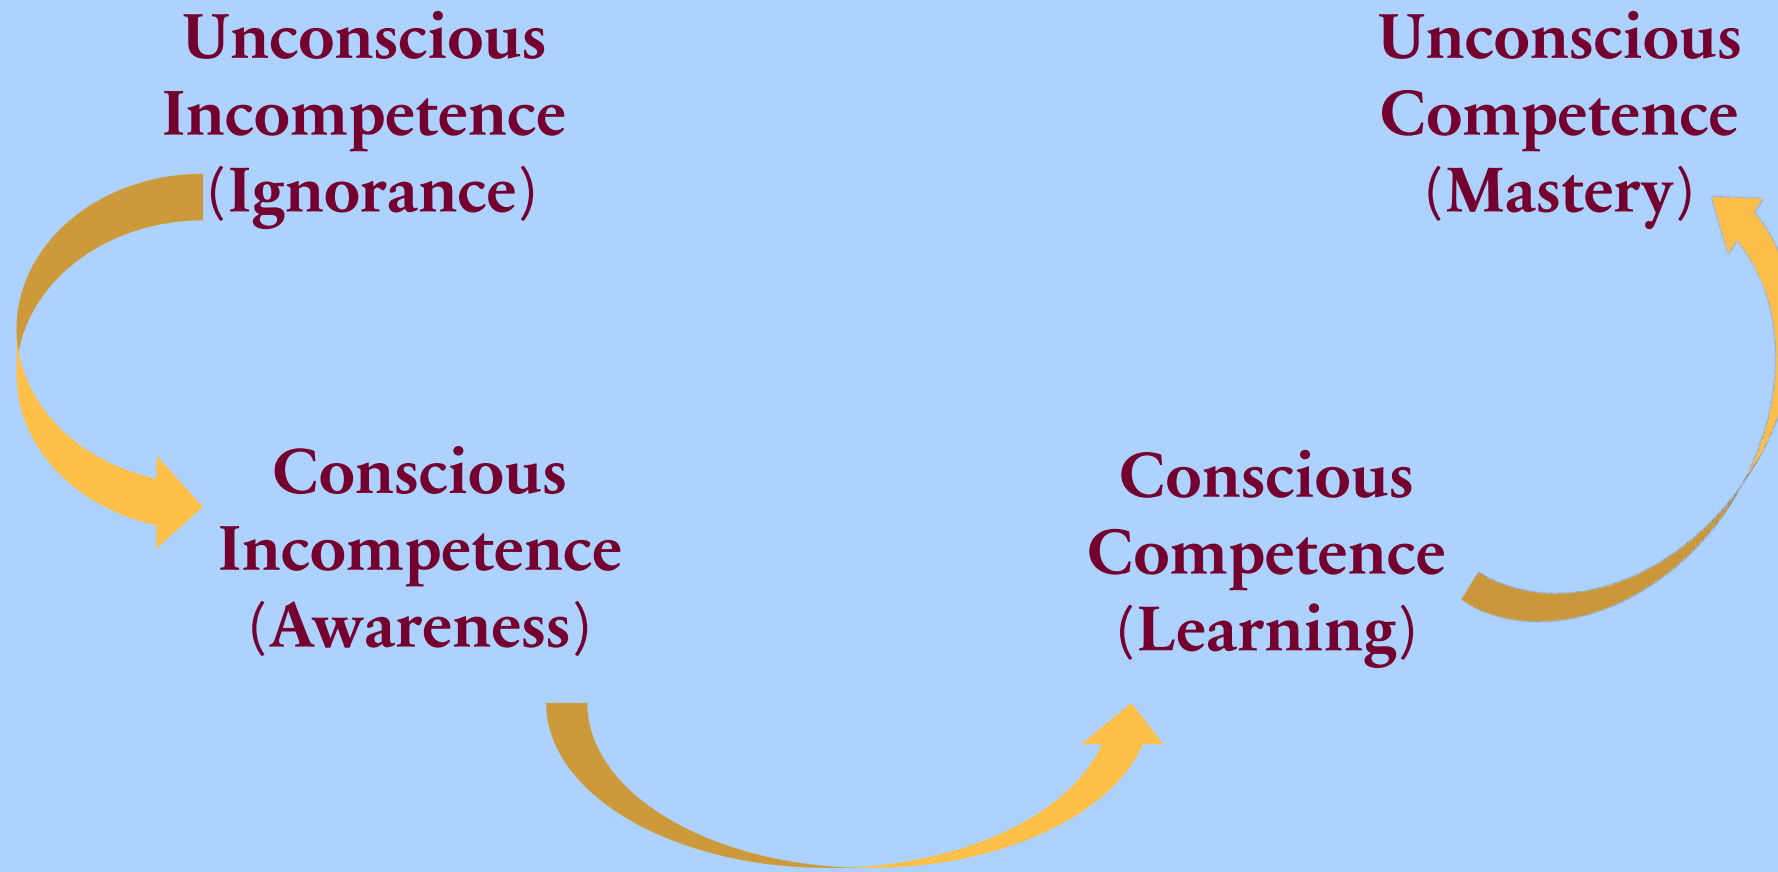 Unconscious
Incompetence
(Ignorance)
Conscious
Incompetence
(Awareness)
Conscious
Competence
(Learning)
Unconscious
Competence
(Mastery)